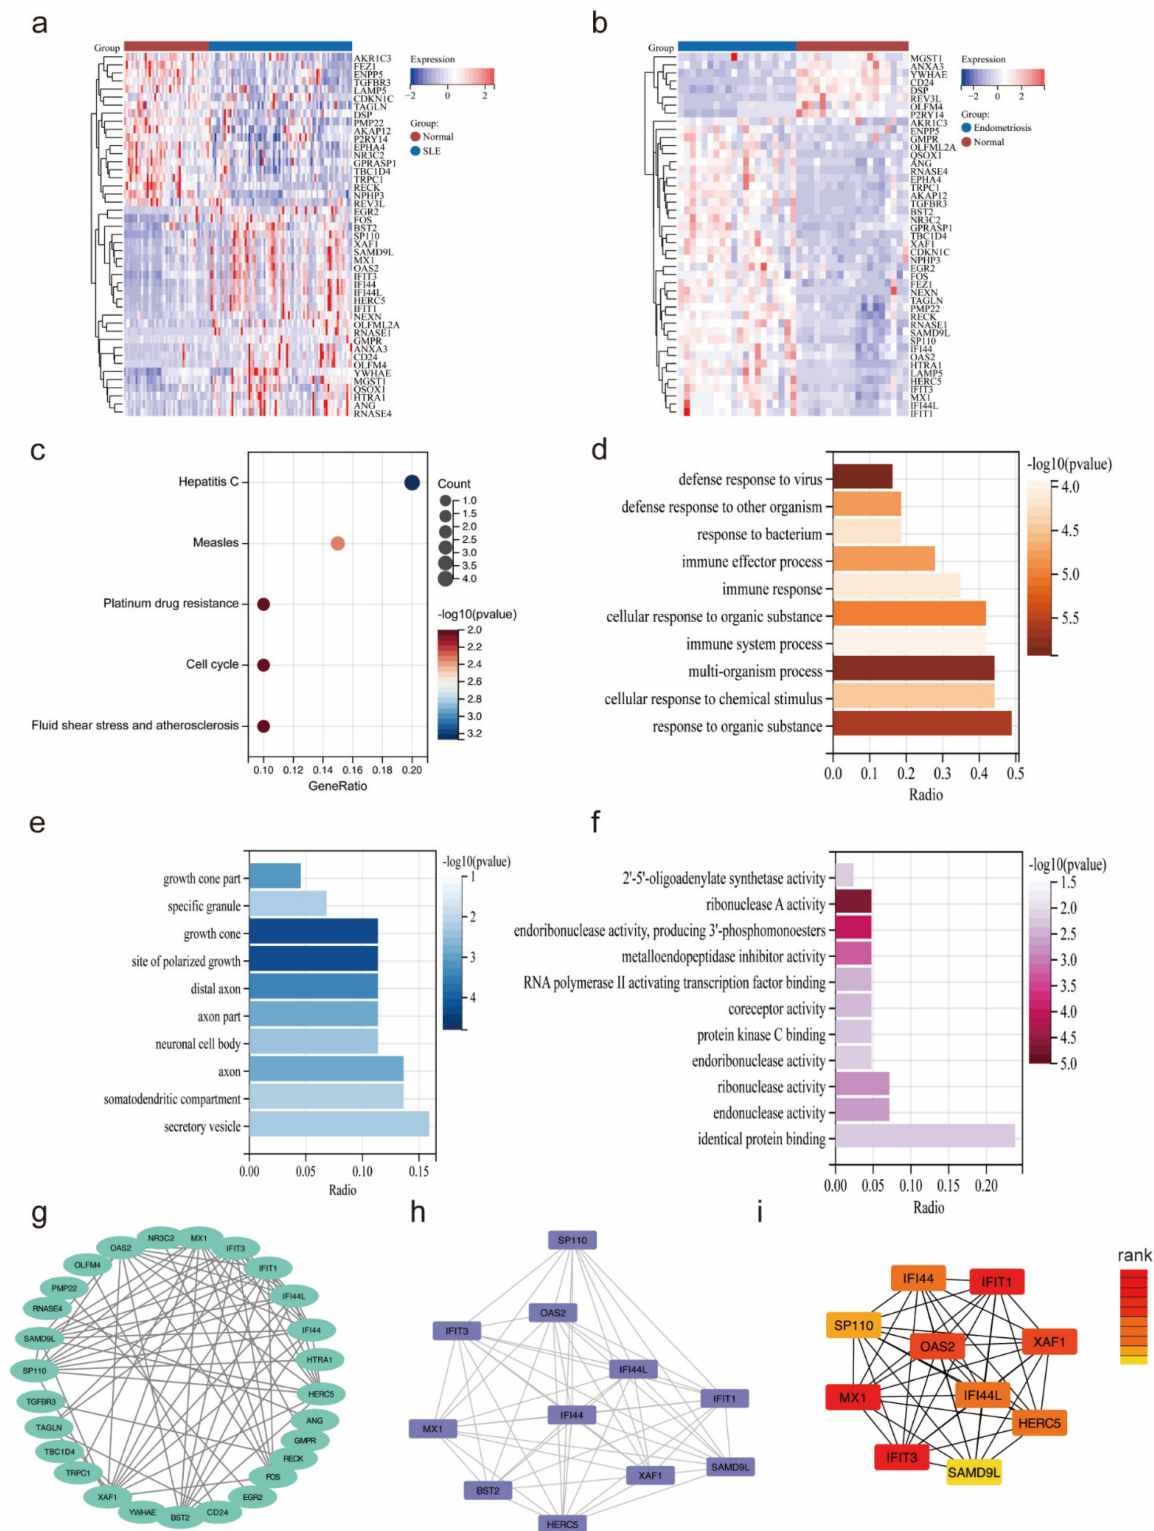 a
Group
AKR1C3
FEZ1
ENPP5
TGFBR3
LAMP5
CDKN1C
TAGLN
DSP
PMP22
AKAP12
P2RY14
EPHA4
NR3C2
GPRASP1
TBC1D4
TRPC1
RECK
NPHP3
REV3L
EGR2
FOS
BST2
SP110
XAF1
SAMD9L
MX1
OAS2
IFIT3
IFI44
IFI44L
HERC5
IFIT1
NEXN
OLFML2A
RNASE1
GMPR
ANXA3
CD24
OLFM4
YWHAE
MGST1
QSOX1
HTRA1
ANG
RNASE4
Expression
−2 0 2
Group:
Normal
SLE
b
Group
MGST1
ANXA3
YWHAE
CD24
DSP
REV3L
OLFM4
P2RY14
AKR1C3
ENPP5
GMPR
OLFML2A
QSOX1
ANG
RNASE4
EPHA4
TRPC1
AKAP12
TGFBR3
BST2
NR3C2
GPRASP1
TBC1D4
XAF1
CDKN1C
NPHP3
EGR2
FOS
FEZ1
NEXN
TAGLN
PMP22
RECK
RNASE1
SAMD9L
SP110
IFI44
OAS2
HTRA1
LAMP5
HERC5
IFIT3
MX1
IFI44L
IFIT1
Expression
−2 0 2
Group:
Endometriosis
Normal
c
Hepatitis C
Measles
Platinum drug resistance
Cell cycle
Fluid shear stress and atherosclerosis
0.10 0.12 0.14 0.16 0.18 0.20
GeneRatio
Count
1.0
1.5
2.0
2.5
3.0
3.5
4.0
-log10(pvalue)
2.0
2.2
2.4
2.6
2.8
3.0
3.2
d
defense response to virus
defense response to other organism
response to bacterium
immune effector process
immune response
cellular response to organic substance
immune system process
multi-organism process
cellular response to chemical stimulus
response to organic substance
0.0 0.1 0.2 0.3 0.4 0.5
Radio
-log10(pvalue)
4.0
4.5
5.0
5.5
e
growth cone part
specific granule
growth cone
site of polarized growth
distal axon
axon part
neuronal cell body
axon
somatodendritic compartment
secretory vesicle
0.00 0.05 0.10 0.15
Radio
-log10(pvalue)
1
2
3
4
f
2'-5'-oligoadenylate synthetase activity
ribonuclease A activity
endoribonuclease activity, producing 3'-phosphomonoesters
metalloendopeptidase inhibitor activity
RNA polymerase II activating transcription factor binding
coreceptor activity
protein kinase C binding
endoribonuclease activity
ribonuclease activity
endonuclease activity
identical protein binding
0.00 0.05 0.10 0.15 0.20
Radio
-log10(pvalue)
1.5
2.0
2.5
3.0
3.5
4.0
4.5
5.0
g
NR3C2
MX1
OAS2
IFIT3
OLFM4
IFIT1
PMP22
IFI44L
RNASE4
IFI44
SAMD9L
HTRA1
SP110
HERC5
TGFBR3
ANG
TAGLN
GMPR
TBC1D4
RECK
TRPC1
FOS
XAF1
EGR2
YWHAE
BST2
CD24
h
SP110
OAS2
IFIT3
IFI44L
IFIT1
IFI44
MX1
SAMD9L
XAF1
BST2
HERC5
i
rank
IFI44
IFIT1
SP110
OAS2
XAF1
MX1
IFI44L
HERC5
IFIT3
SAMD9L